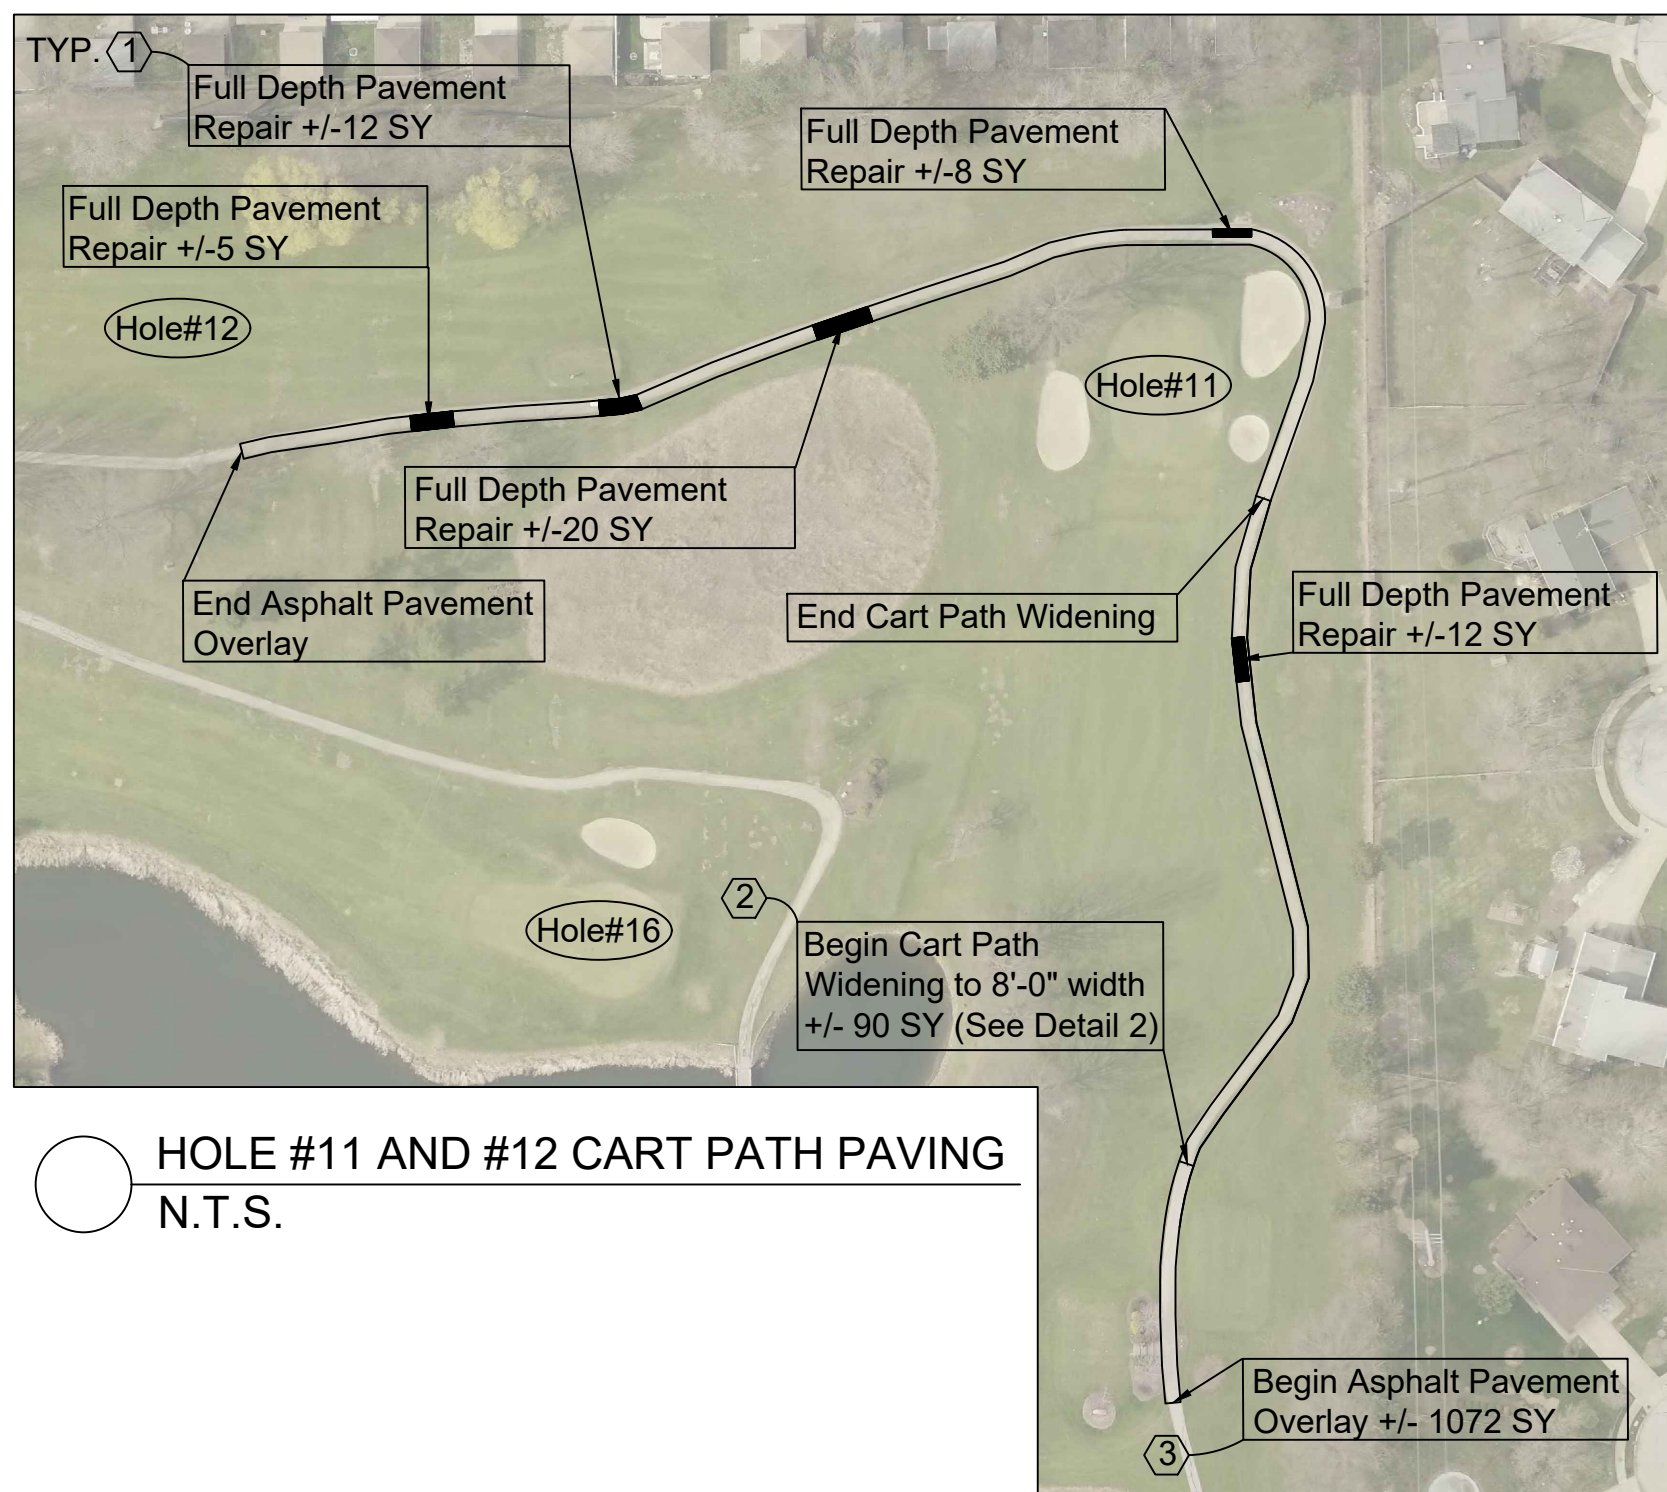 TYP. 1
Full Depth Pavement
Repair +/-12 SY
Full Depth Pavement
Repair +/-8 SY
Full Depth Pavement
Repair +/-5 SY
Hole#12
Hole#11
Full Depth Pavement
Repair +/-20 SY
End Asphalt Pavement
Overlay
End Cart Path Widening
Full Depth Pavement
Repair +/-12 SY
2
Hole#16
Begin Cart Path
Widening to 8'-0" width
+/- 90 SY (See Detail 2)
HOLE #11 AND #12 CART PATH PAVING
N.T.S.
Begin Asphalt Pavement
Overlay +/- 1072 SY
3